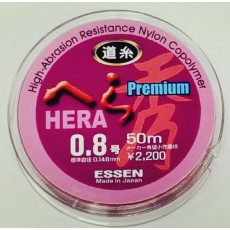 High-Abrasion Resistance Nylon Copolymer
道糸
へら
Premium
秀
HERA
0.8号
50m
標準直径 0.148mm
メーカー希望小売価格
¥2,200
ESSEN
Made in Japan